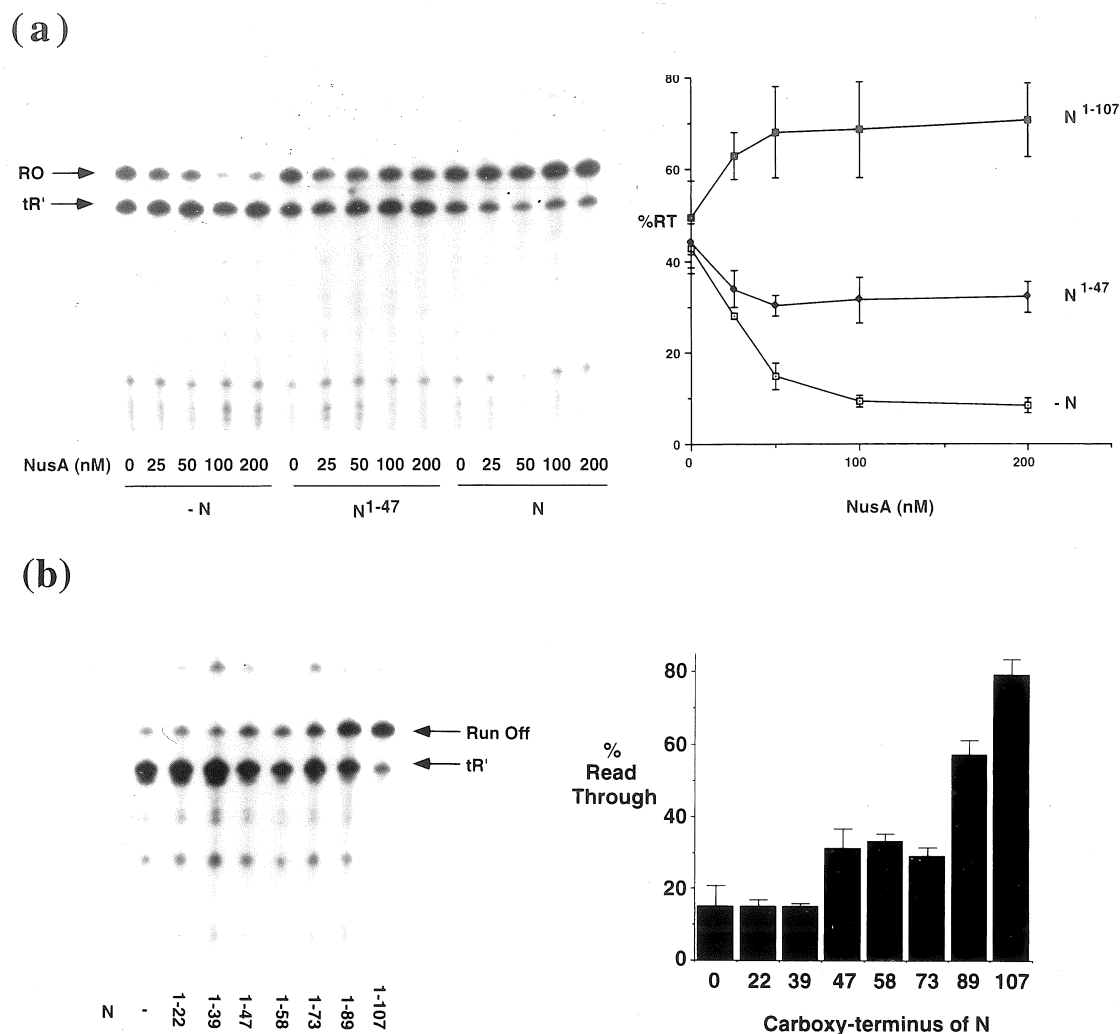 (a)
RO
tR'
NusA (nM) 0 25 50 100 200 0 25 50 100 200 0 25 50 100 200
- N N1-47 N
80
60
%RT
40
20
0
0 100 200
NusA (nM)
N 1-107
N 1-47
- N
(b)
Run Off
tR'
N - 1-22 1-39 1-47 1-58 1-73 1-89 1-107
%
Read
Through
80
60
40
20
0
0 22 39 47 58 73 89 107
Carboxy-terminus of N